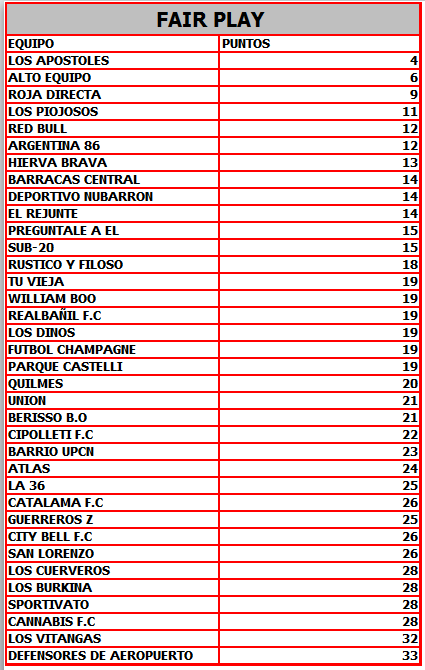 FAIR PLAY
EQUIPO PUNTOS
LOS APOSTOLES 4
ALTO EQUIPO 6
ROJA DIRECTA 9
LOS PIOJOSOS 11
RED BULL 12
ARGENTINA 86 12
HIERVA BRAVA 13
BARRACAS CENTRAL 14
DEPORTIVO NUBARRON 14
EL REJUNTE 14
PREGUNTALE A EL 15
SUB-20 15
RUSTICO Y FILOSO 18
TU VIEJA 19
WILLIAM BOO 19
REALBAÑIL F.C 19
LOS DINOS 19
FUTBOL CHAMPAGNE 19
PARQUE CASTELLI 19
QUILMES 20
UNION 21
BERISSO B.O 21
CIPOLLETI F.C 22
BARRIO UPCN 23
ATLAS 24
LA 36 25
CATALAMA F.C 26
GUERREROS Z 25
CITY BELL F.C 26
SAN LORENZO 26
LOS CUERVEROS 28
LOS BURKINA 28
SPORTIVATO 28
CANNABIS F.C 28
LOS VITANGAS 32
DEFENSORES DE AEROPUERTO 33